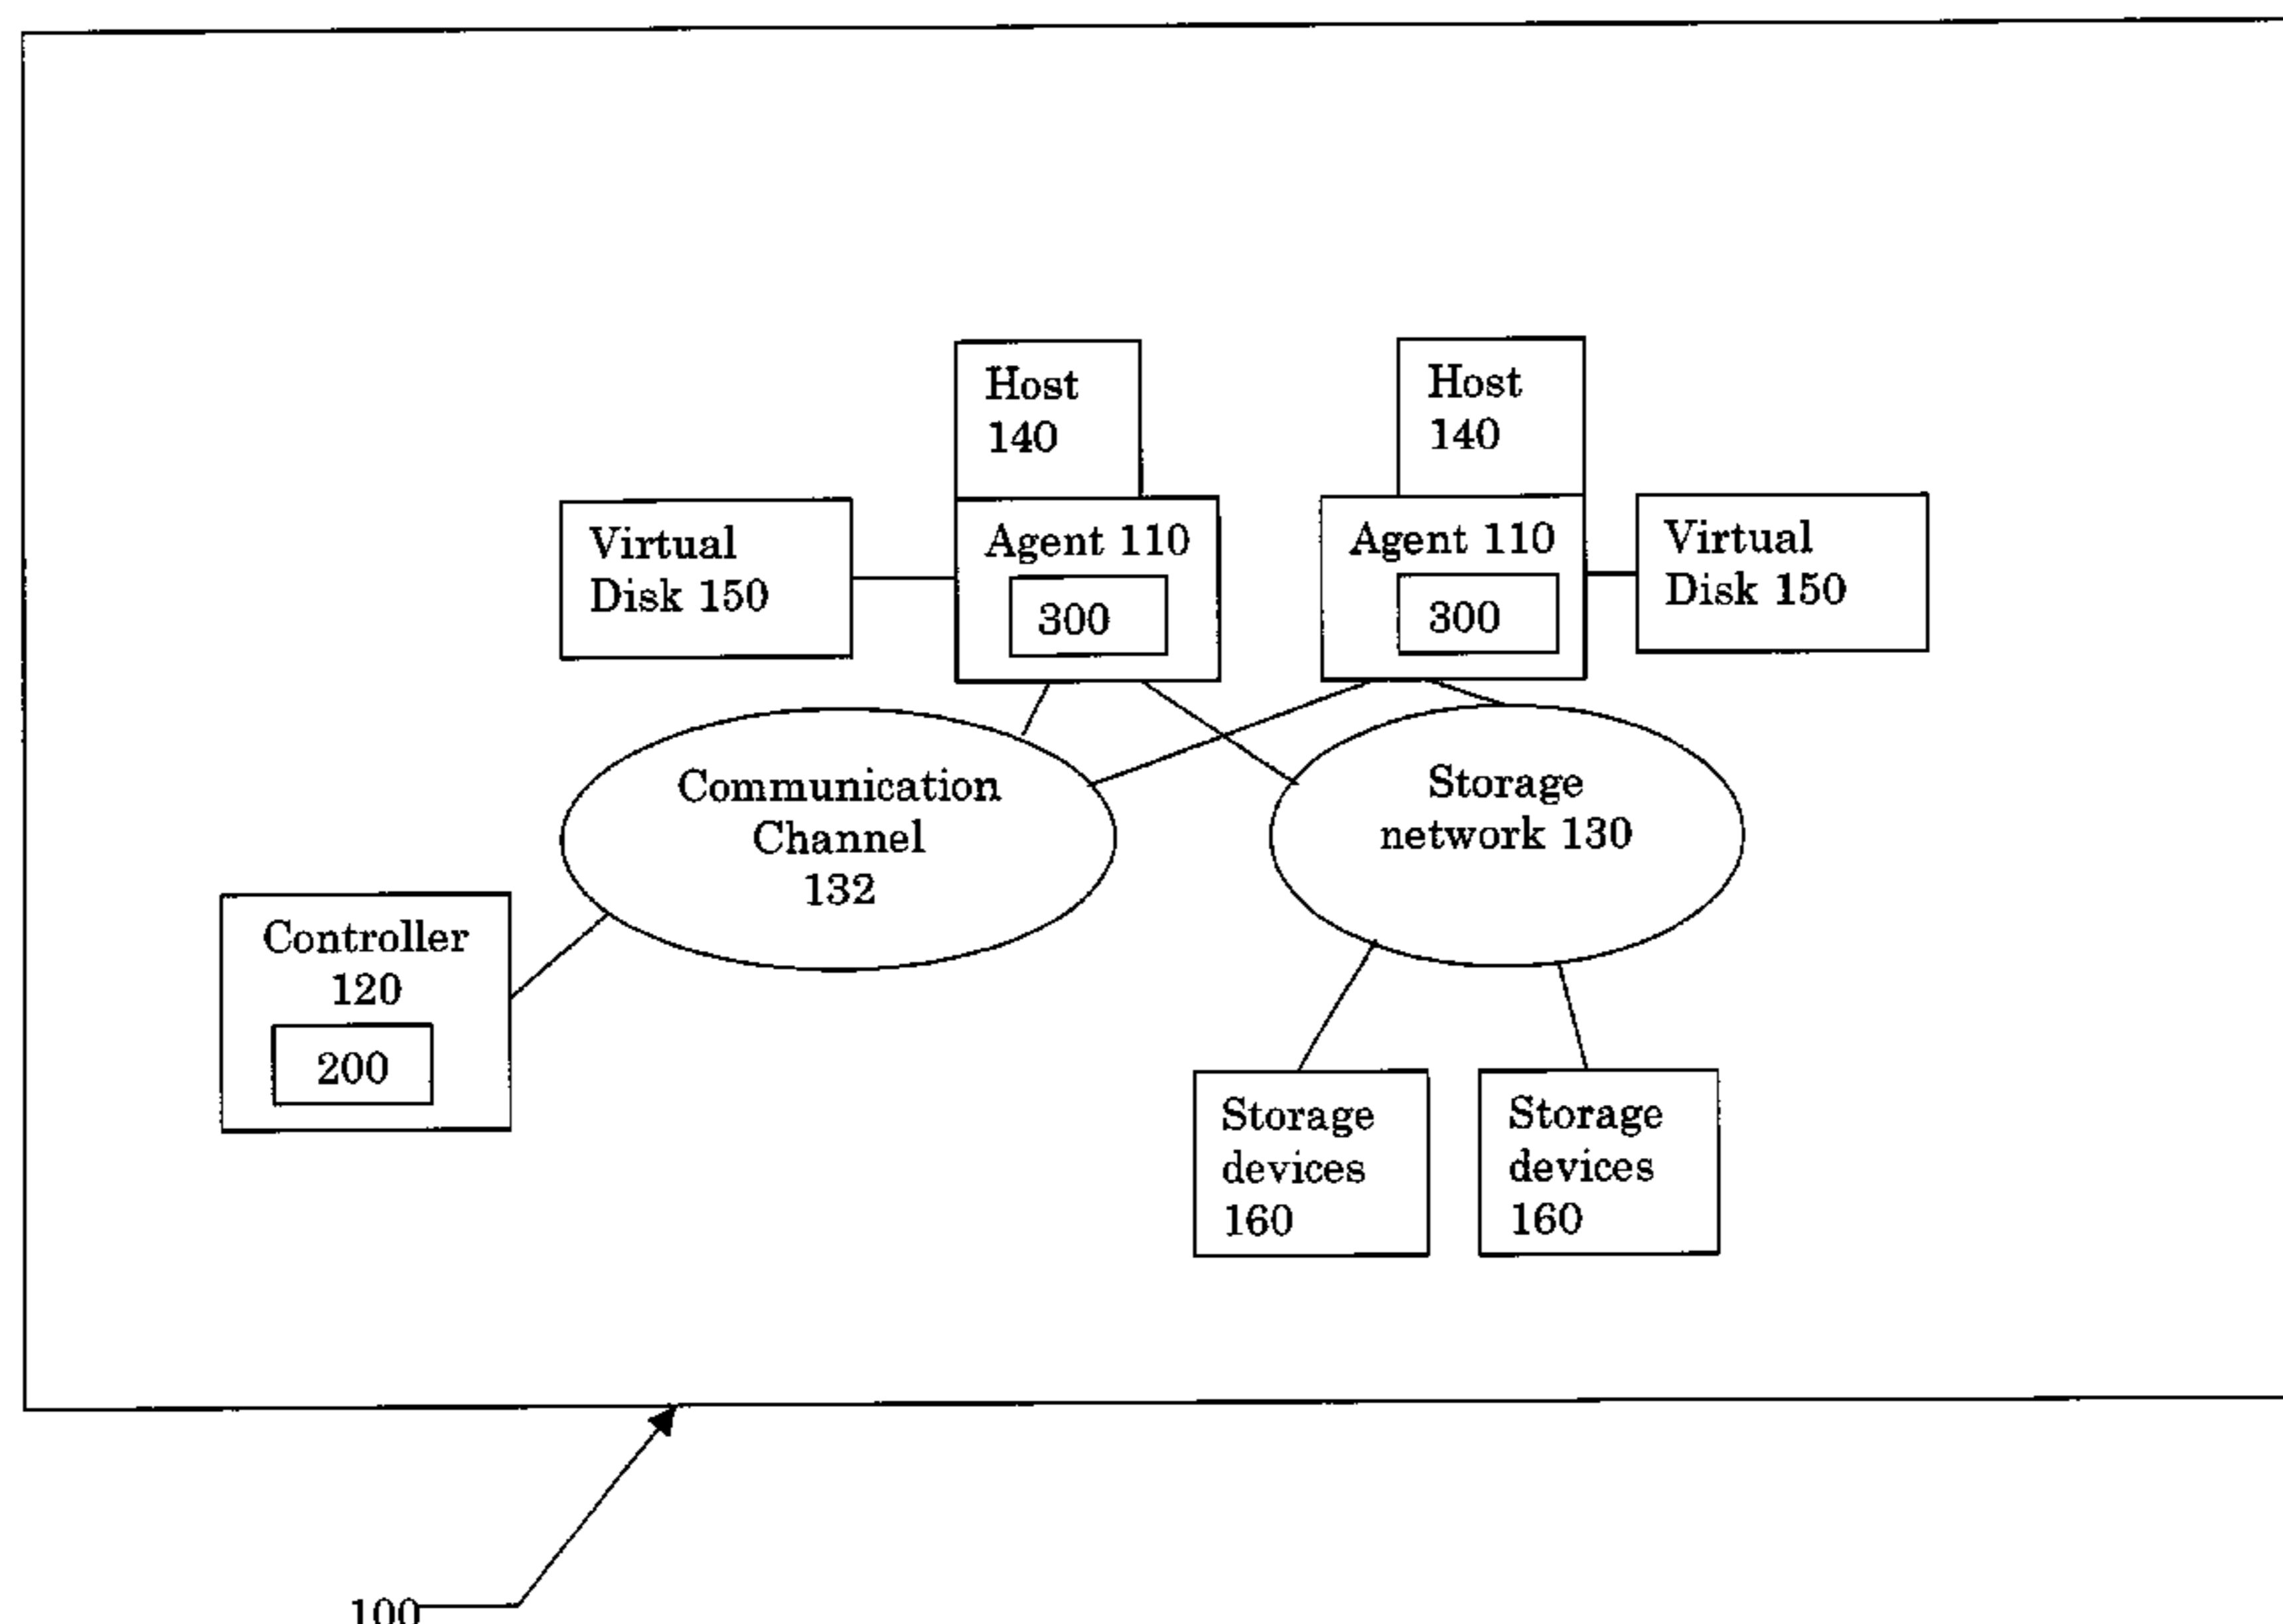 Host
140
Host
140
Virtual
Disk 150
Agent 110
300
Agent 110
300
Virtual
Disk 150
Communication
Channel
132
Storage
network 130
Controller
120
200
Storage
devices
160
Storage
devices
160
100